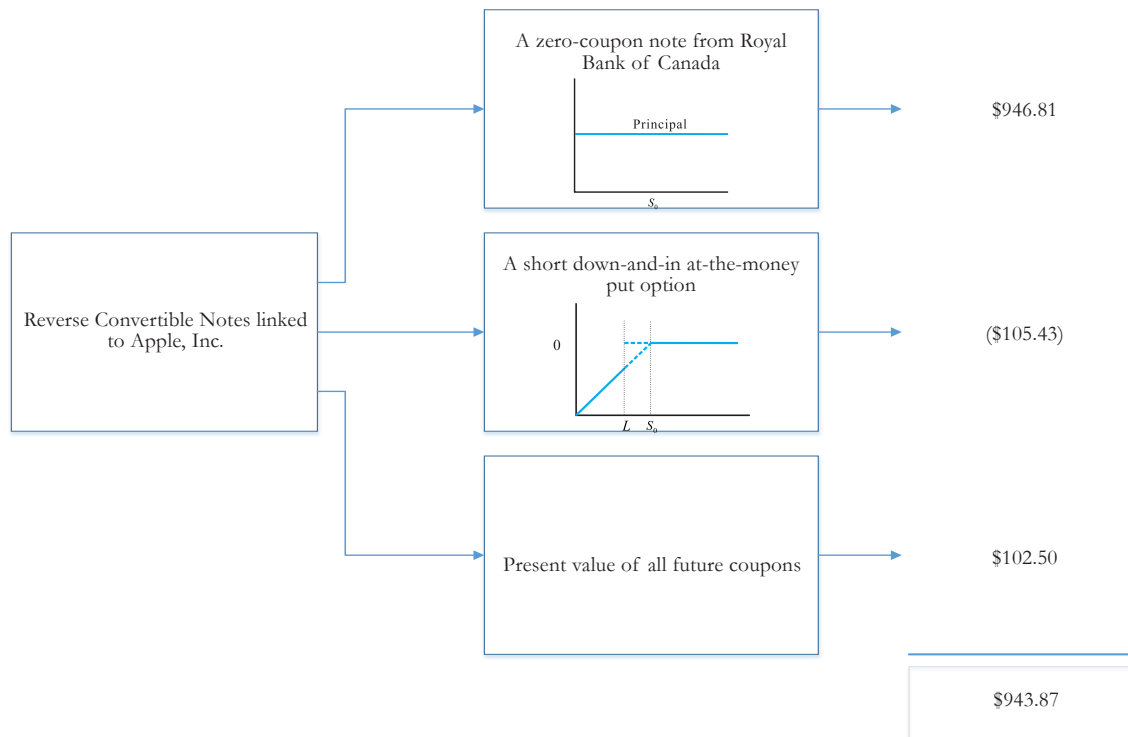 A zero-coupon note from Royal
Bank of Canada
Principal
S₀
$946.81
Reverse Convertible Notes linked
to Apple, Inc.
A short down-and-in at-the-money
put option
0
L S₀
($105.43)
Present value of all future coupons
$102.50
$943.87